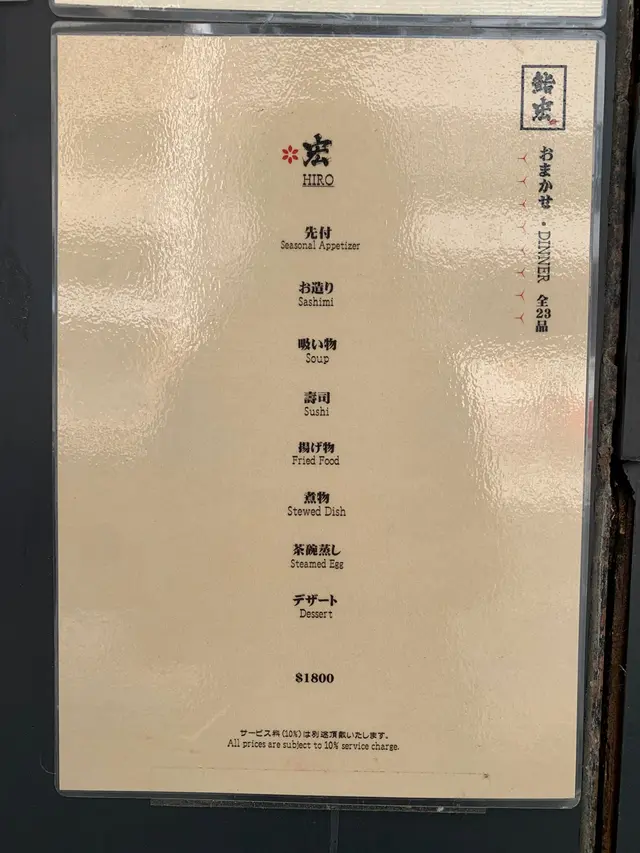 鮨宏
おまかせ・DINNER 全23品
宏
HIRO
先付
Seasonal Appetizer
お造り
Sashimi
吸い物
Soup
壽司
Sushi
揚げ物
Fried Food
煮物
Stewed Dish
茶碗蒸し
Steamed Egg
デザート
Dessert
$1800
サービス料(10%)は別途頂戴いたします。
All prices are subject to 10% service charge.